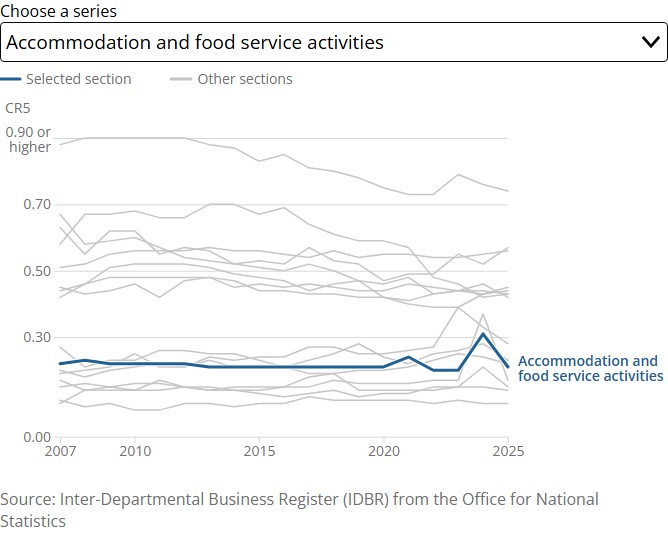 Choose a series
Accommodation and food service activities
Selected section
Other sections
CR5
0.90 or
higher
0.70
0.50
0.30
0.00
2007
2010
2015
2020
2025
Accommodation and
food service activities
Source: Inter-Departmental Business Register (IDBR) from the Office for National
Statistics